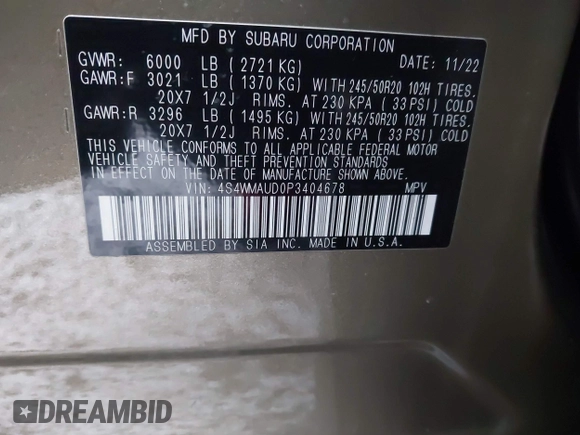 MFD BY SUBARU CORPORATION
GVWR: 6000 LB (2721 KG) DATE: 11/22
GAWR:F 3021 LB (1370 KG) WITH 245/50R20 102H TIRES.
20X7 1/2J RIMS. AT 230 KPA (33 PSI) COLD
GAWR:R 3296 LB (1495 KG) WITH 245/50R20 102H TIRES.
20X7 1/2J RIMS. AT 230 KPA (33 PSI) COLD
THIS VEHICLE CONFORMS TO ALL APPLICABLE FEDERAL MOTOR
VEHICLE SAFETY AND THEFT PREVENTION STANDARDS
IN EFFECT ON THE DATE OF MANUFACTURE SHOWN ABOVE.
VIN: 4S4WMAUD0P3404678 MPV
ASSEMBLED BY SIA INC. MADE IN U.S.A.
DREAMBID